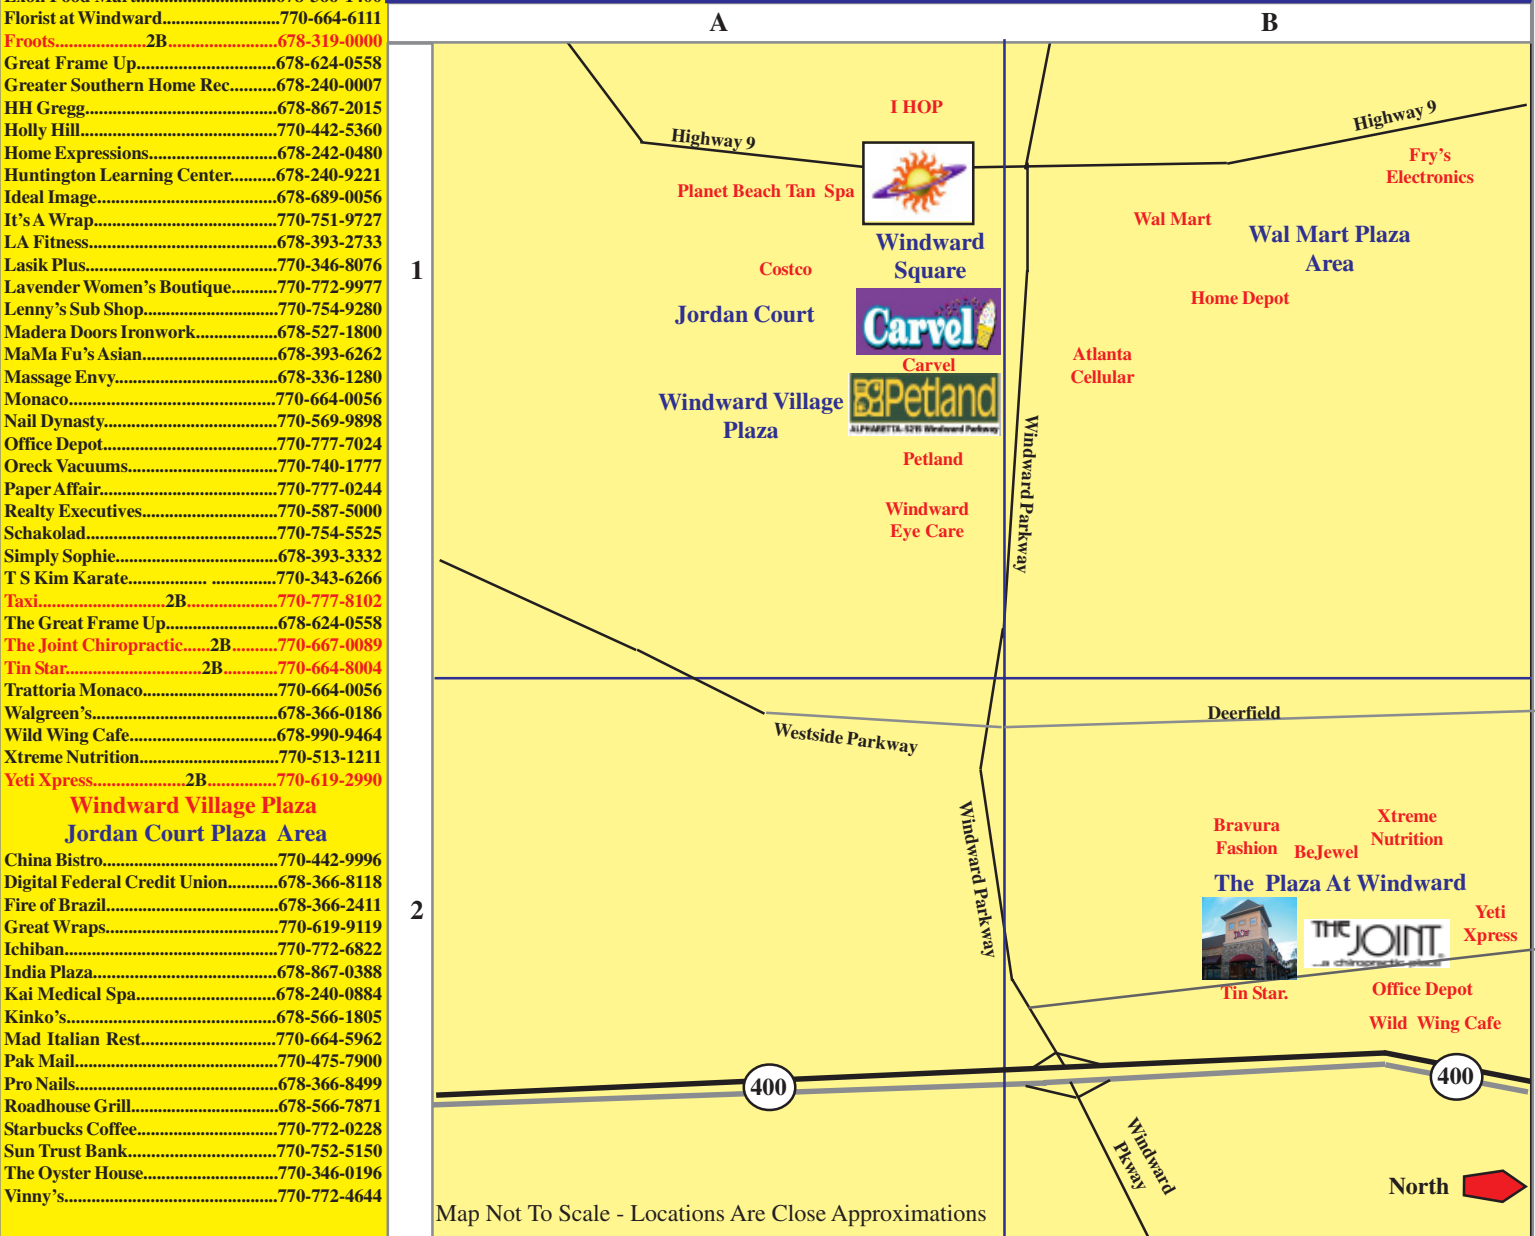 Florist at Windward..........................770-664-6111
Froots.....................2B.........................678-319-0000
Great Frame Up................................678-624-0558
Greater Southern Home Rec..........678-240-0007
HH Gregg............................................678-867-2015
Holly Hill.............................................770-442-5360
Home Expressions.............................678-242-0480
Huntington Learning Center..........678-240-9221
Ideal Image.........................................678-689-0056
It's A Wrap..........................................770-751-9727
LA Fitness...........................................678-393-2733
Lasik Plus............................................770-346-8076
Lavender Women's Boutique..........770-772-9977
Lenny's Sub Shop..............................770-754-9280
Madera Doors Ironwork..................678-527-1800
MaMa Fu's Asian...............................678-393-6262
Massage Envy.....................................678-336-1280
Monaco................................................770-664-0056
Nail Dynasty.......................................770-569-9898
Office Depot........................................770-777-7024
Oreck Vacuums..................................770-740-1777
Paper Affair........................................770-777-0244
Realty Executives...............................770-587-5000
Schakolad............................................770-754-5525
Simply Sophie.....................................678-393-3332
T S Kim Karate.................. ...............770-343-6266
Taxi.............................2B.....................770-777-8102
The Great Frame Up.........................678-624-0558
The Joint Chiropractic......2B..........770-667-0089
Tin Star...............................2B............770-664-8004
Trattoria Monaco...............................770-664-0056
Walgreen's...........................................678-366-0186
Wild Wing Cafe..................................678-990-9464
Xtreme Nutrition................................770-513-1211
Yeti Xpress.....................2B................770-619-2990
Windward Village Plaza
Jordan Court Plaza Area
China Bistro........................................770-442-9996
Digital Federal Credit Union...........678-366-8118
Fire of Brazil.......................................678-366-2411
Great Wraps.......................................770-619-9119
Ichiban.................................................770-772-6822
India Plaza..........................................678-867-0388
Kai Medical Spa.................................678-240-0884
Kinko's................................................678-566-1805
Mad Italian Rest................................770-664-5962
Pak Mail..............................................770-475-7900
Pro Nails..............................................678-366-8499
Roadhouse Grill.................................678-566-7871
Starbucks Coffee................................770-772-0228
Sun Trust Bank..................................770-752-5150
The Oyster House..............................770-346-0196
Vinny's.................................................770-772-4644
A
B
1
2
I HOP
Highway 9
Highway 9
Fry's
Electronics
Planet Beach Tan Spa
Wal Mart
Windward
Square
Wal Mart Plaza
Area
Costco
Home Depot
Jordan Court
Carvel
Carvel
Atlanta
Cellular
Windward Village
Plaza
Petland
ALPHARETTA-5215 Windward Parkway
Petland
Windward Parkway
Windward
Eye Care
Westside Parkway
Deerfield
Windward Parkway
Bravura
Fashion
BeJewel
Xtreme
Nutrition
The Plaza At Windward
THE JOINT
...a chiropractic place
Yeti
Xpress
Tin Star.
Office Depot
Wild Wing Cafe
400
400
Windward
Pkway
North
Map Not To Scale - Locations Are Close Approximations